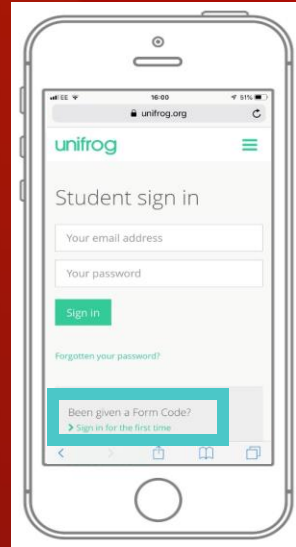 EE 16:00 51%
unifrog.org
unifrog
Student sign in
Your email address
Your password
Sign in
Forgotten your password?
Been given a Form Code?
> Sign in for the first time